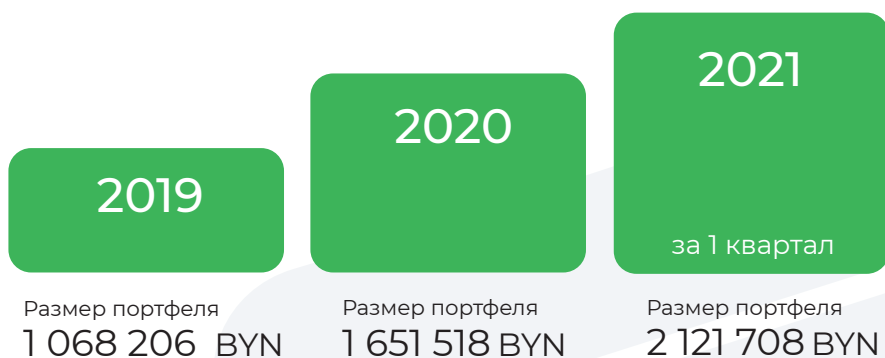 2019
2020
2021
за 1 квартал
Размер портфеля
1 068 206 BYN
Размер портфеля
1 651 518 BYN
Размер портфеля
2 121 708 BYN